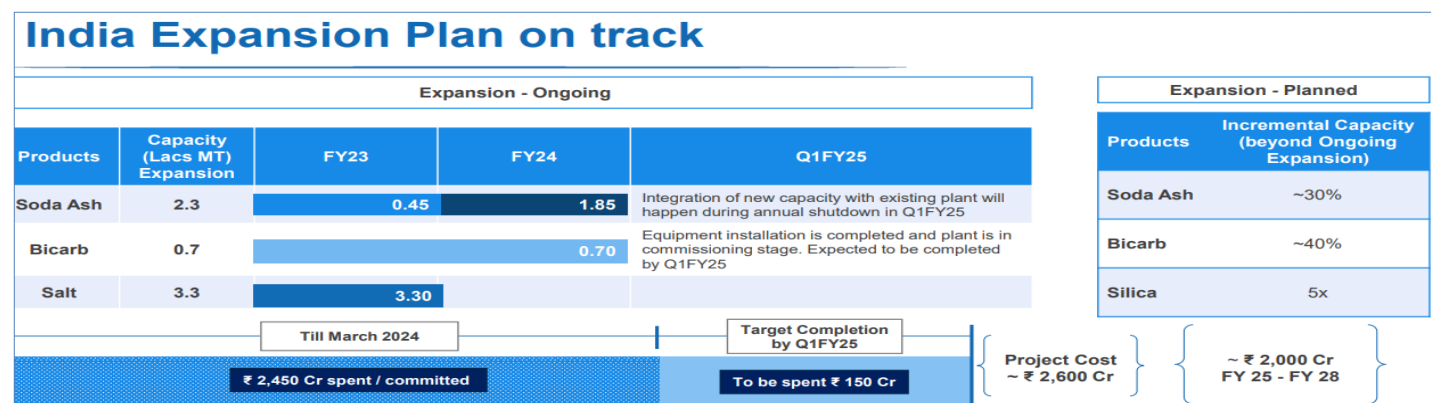 India Expansion Plan on track
Expansion - Ongoing
Products
Capacity
(Lacs MT)
Expansion
FY23
FY24
Q1FY25
Soda Ash
2.3
0.45
1.85
Integration of new capacity with existing plant will
happen during annual shutdown in Q1FY25
Bicarb
0.7
0.70
Equipment installation is completed and plant is in
commissioning stage. Expected to be completed
by Q1FY25
Salt
3.3
3.30
Till March 2024
Target Completion
by Q1FY25
₹ 2,450 Cr spent / committed
To be spent ₹ 150 Cr
Project Cost
~ ₹ 2,600 Cr
Expansion - Planned
Products
Incremental Capacity
(beyond Ongoing
Expansion)
Soda Ash
~30%
Bicarb
~40%
Silica
5x
~ ₹ 2,000 Cr
FY 25 - FY 28